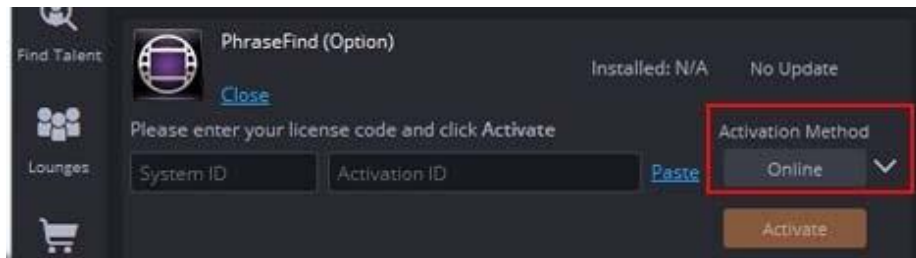 Find Talent
Lounges
PhraseFind (Option)
Installed: N/A No Update
Close
Please enter your license code and click Activate
System ID Activation ID Paste
Activation Method
Online
Activate